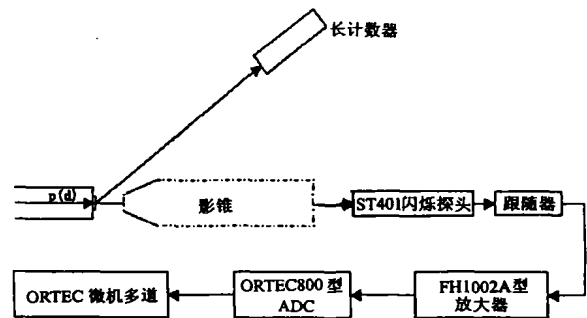 长计数器
p(d)
影锥
ST401闪烁探头
跟随器
ORTEC 微机多道
ORTEC800 型
ADC
FH1002A型
放大器